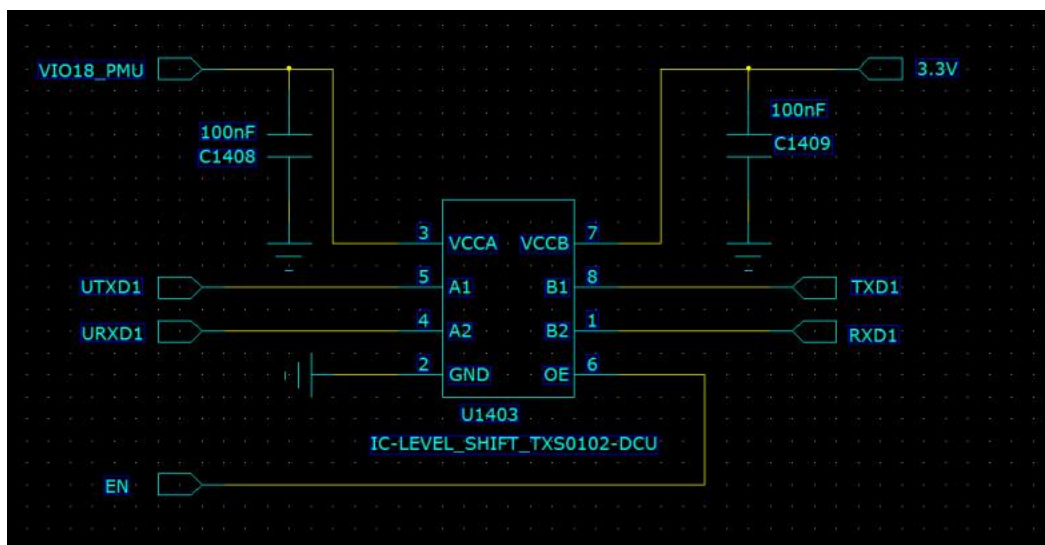 VIO18_PMU
3.3V
100nF
C1408
100nF
C1409
3 VCCA VCCB 7
UTXD1 5 A1 B1 8 TXD1
URXD1 4 A2 B2 1 RXD1
2 GND OE 6
U1403
IC-LEVEL_SHIFT_TXS0102-DCU
EN